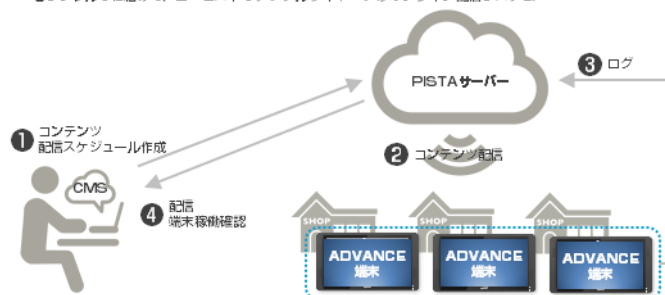 PISTAサーバー
❸ ログ
❶ コンテンツ
配信スケジュール作成
❷ コンテンツ配信
CMS
❹ 配信
端末稼働確認
SHOP
SHOP
SHOP
ADVANCE
端末
ADVANCE
端末
ADVANCE
端末